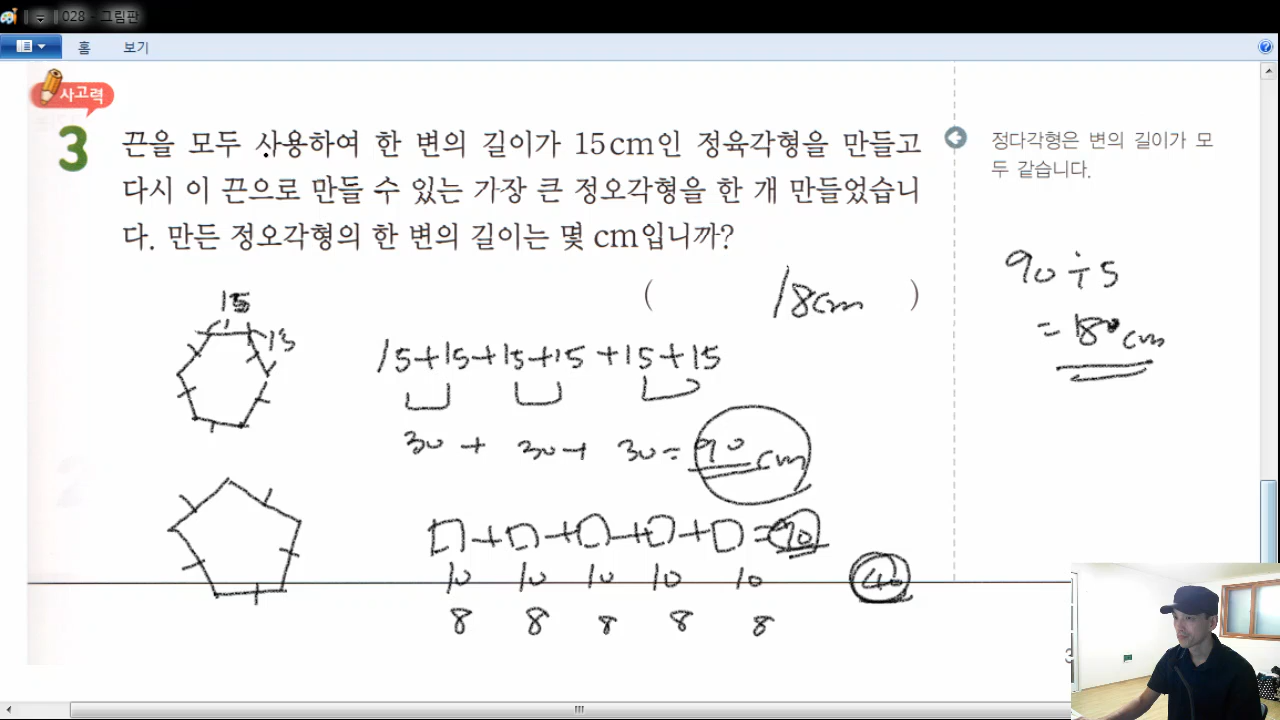 028 - 그림판
홈 보기
사고력
3 끈을 모두 사용하여 한 변의 길이가 15cm인 정육각형을 만들고
다시 이 끈으로 만들 수 있는 가장 큰 정오각형을 한 개 만들었습니
다. 만든 정오각형의 한 변의 길이는 몇 cm입니까?
( 18cm )
정다각형은 변의 길이가 모
두 같습니다.
90÷5
=18 cm
15
15
15+15+15+15+15+15
30 + 30+ 30= 90 cm
□+□+□+□+□=90
10 10 10 10 10 40
8 8 8 8 8